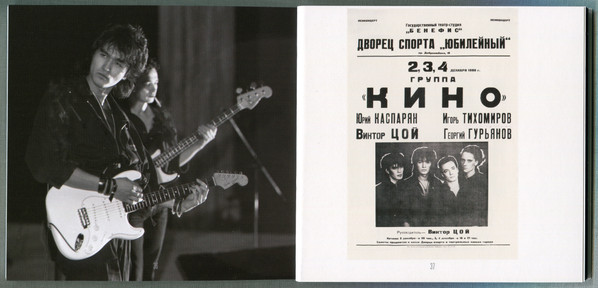 Государственный театр-студия
„БЕНЕФИС"
ДВОРЕЦ СПОРТА „ЮБИЛЕЙНЫЙ"
2, 3, 4
ГРУППА
«КИНО»
Юрий КАСПАРЯН Игорь ТИХОМИРОВ
Виктор ЦОЙ Георгий ГУРЬЯНОВ
Руководитель— Виктор ЦОЙ
37